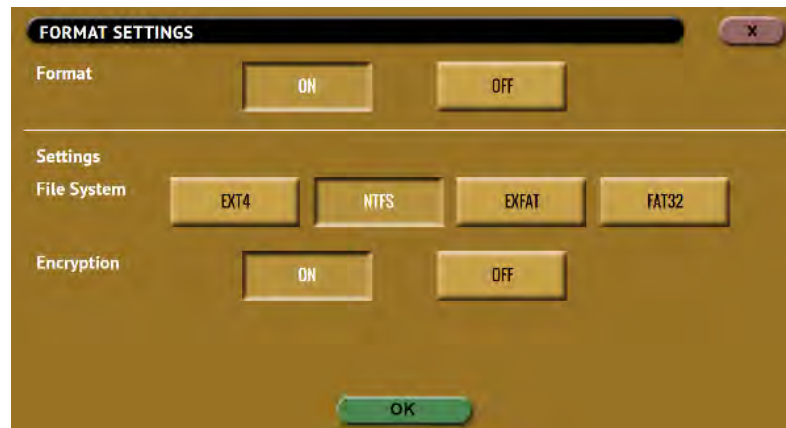 FORMAT SETTINGS X
Format ON OFF
Settings
File System EXT4 NTFS EXFAT FAT32
Encryption ON OFF
OK